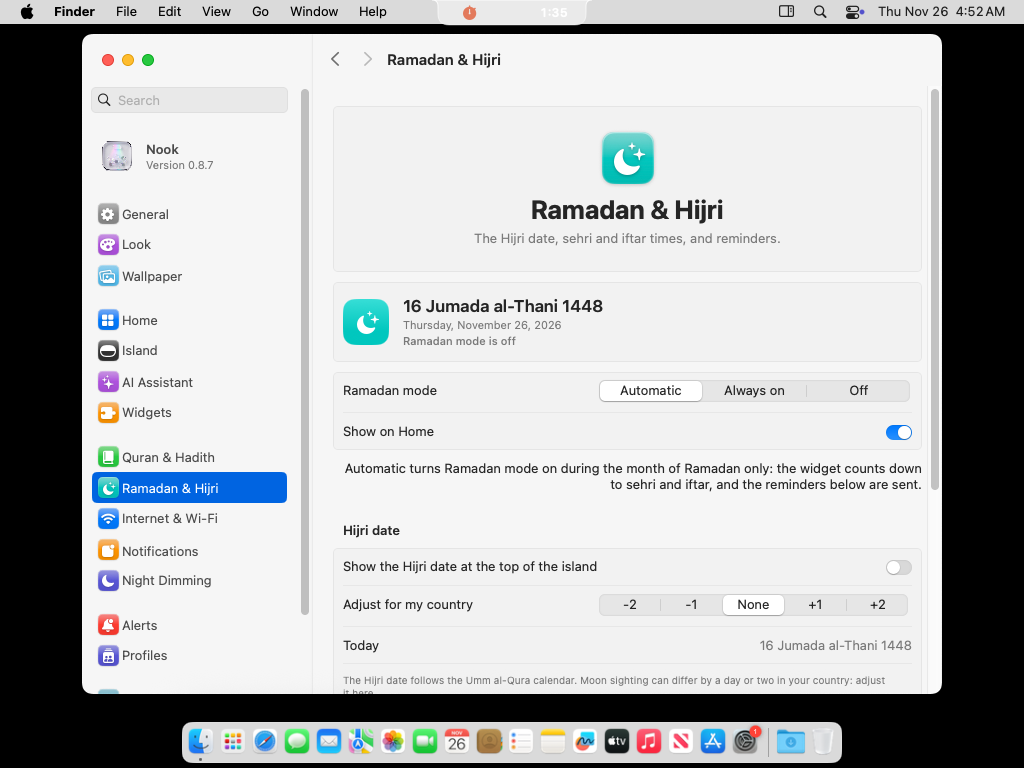 Finder File Edit View Go Window Help 1:35 Thu Nov 26 4:52 AM
Ramadan & Hijri
Search
Nook
Version 0.8.7
General
Look
Wallpaper
Home
Island
AI Assistant
Widgets
Quran & Hadith
Ramadan & Hijri
Internet & Wi-Fi
Notifications
Night Dimming
Alerts
Profiles
Ramadan & Hijri
The Hijri date, sehri and iftar times, and reminders.
16 Jumada al-Thani 1448
Thursday, November 26, 2026
Ramadan mode is off
Ramadan mode Automatic Always on Off
Show on Home
Automatic turns Ramadan mode on during the month of Ramadan only: the widget counts down
to sehri and iftar, and the reminders below are sent.
Hijri date
Show the Hijri date at the top of the island
Adjust for my country -2 -1 None +1 +2
Today 16 Jumada al-Thani 1448
The Hijri date follows the Umm al-Qura calendar. Moon sighting can differ by a day or two in your country: adjust
it here.
NOV
26
tv
1